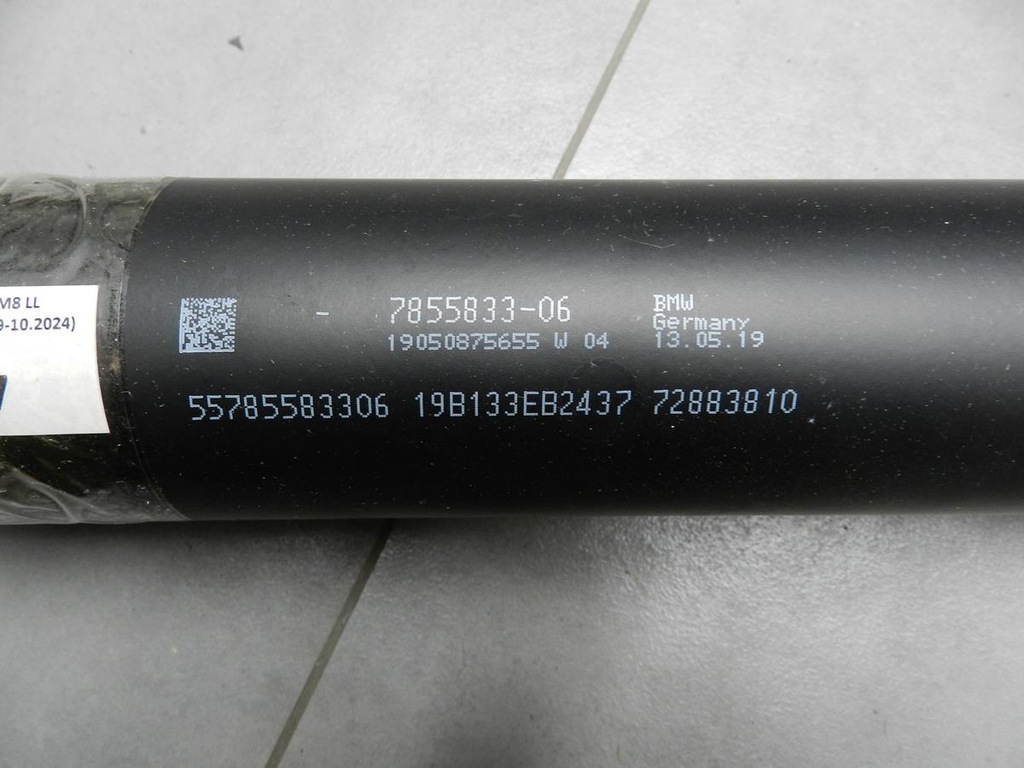 M8 LL
9-10.2024)
- 7855833-06
19050875655 W 04
BMW
Germany
13.05.19
55785583306 19B133EB2437 72883810